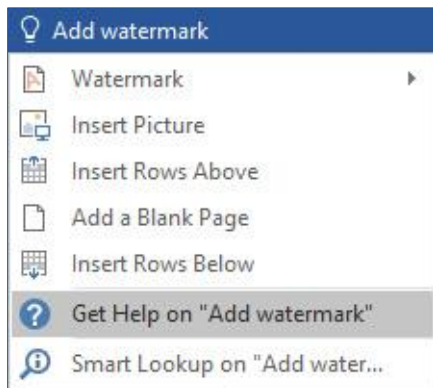 Add watermark
Watermark
Insert Picture
Insert Rows Above
Add a Blank Page
Insert Rows Below
Get Help on "Add watermark"
Smart Lookup on "Add water...